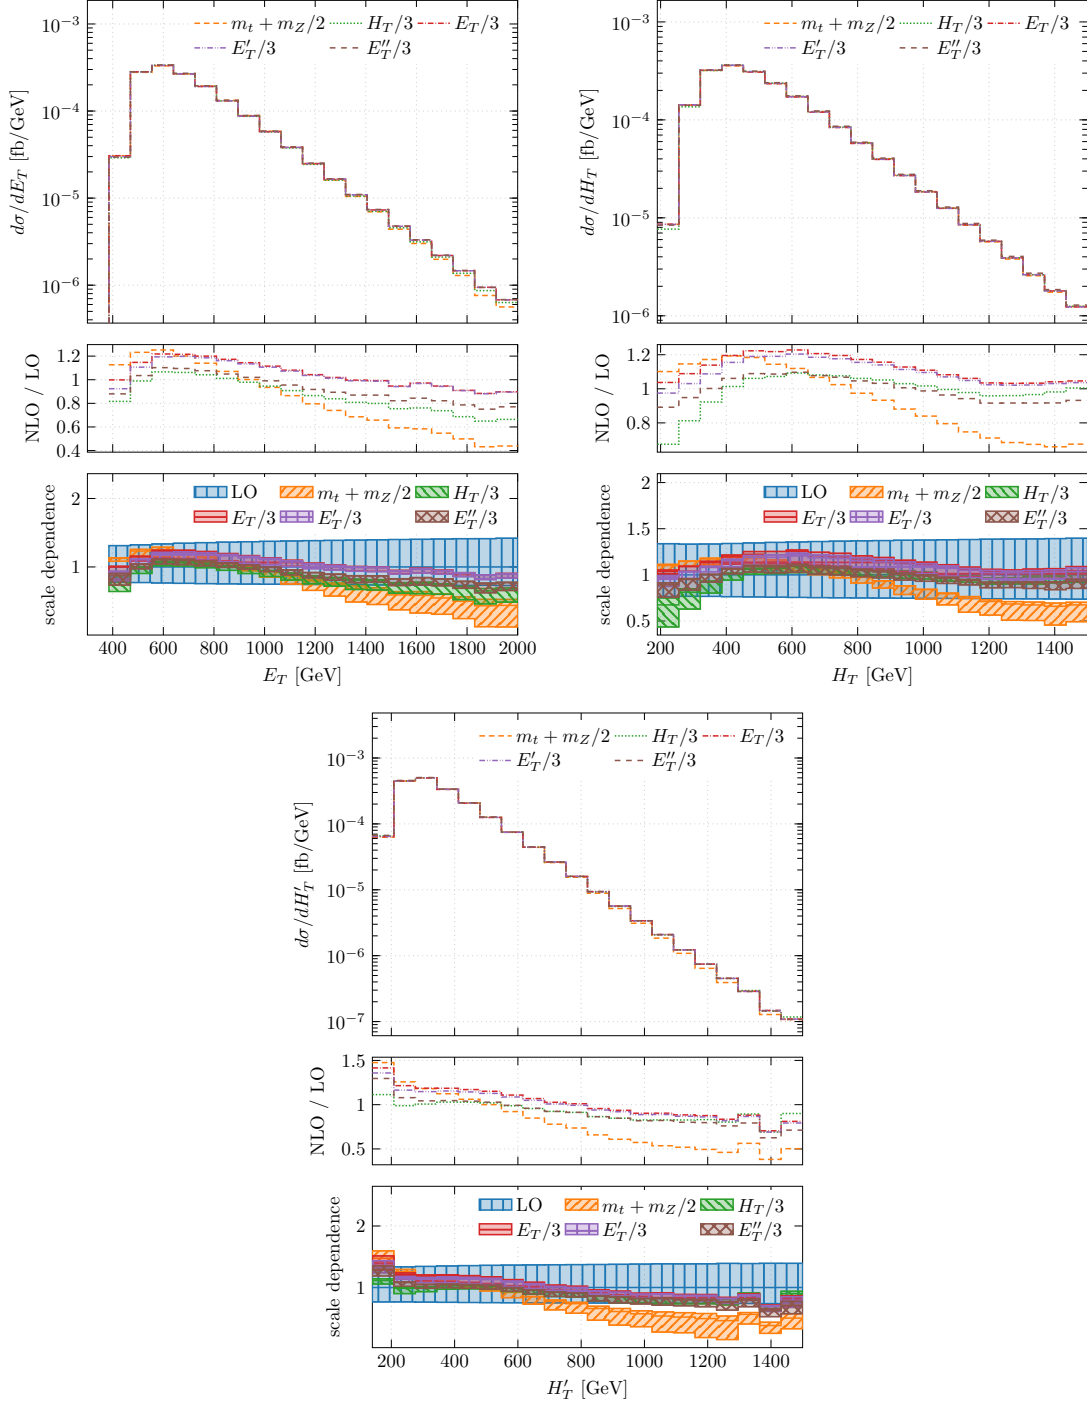 10^{-3}
10^{-4}
10^{-5}
10^{-6}
dσ/dE_T [fb/GeV]
m_t + m_Z/2 H_T/3 E_T/3
E'_T/3 E''_T/3
1.2
1
0.8
0.6
0.4
NLO / LO
2
1
scale dependence
LO m_t + m_Z/2 H_T/3
E_T/3 E'_T/3 E''_T/3
400 600 800 1000 1200 1400 1600 1800 2000
E_T [GeV]
10^{-3}
10^{-4}
10^{-5}
10^{-6}
dσ/dH_T [fb/GeV]
m_t + m_Z/2 H_T/3 E_T/3
E'_T/3 E''_T/3
1.2
1
0.8
NLO / LO
2
1.5
1
0.5
scale dependence
LO m_t + m_Z/2 H_T/3
E_T/3 E'_T/3 E''_T/3
200 400 600 800 1000 1200 1400
H_T [GeV]
10^{-3}
10^{-4}
10^{-5}
10^{-6}
10^{-7}
dσ/dH'_T [fb/GeV]
m_t + m_Z/2 H_T/3 E_T/3
E'_T/3 E''_T/3
1.5
1
0.5
NLO / LO
2
1
scale dependence
LO m_t + m_Z/2 H_T/3
E_T/3 E'_T/3 E''_T/3
200 400 600 800 1000 1200 1400
H'_T [GeV]